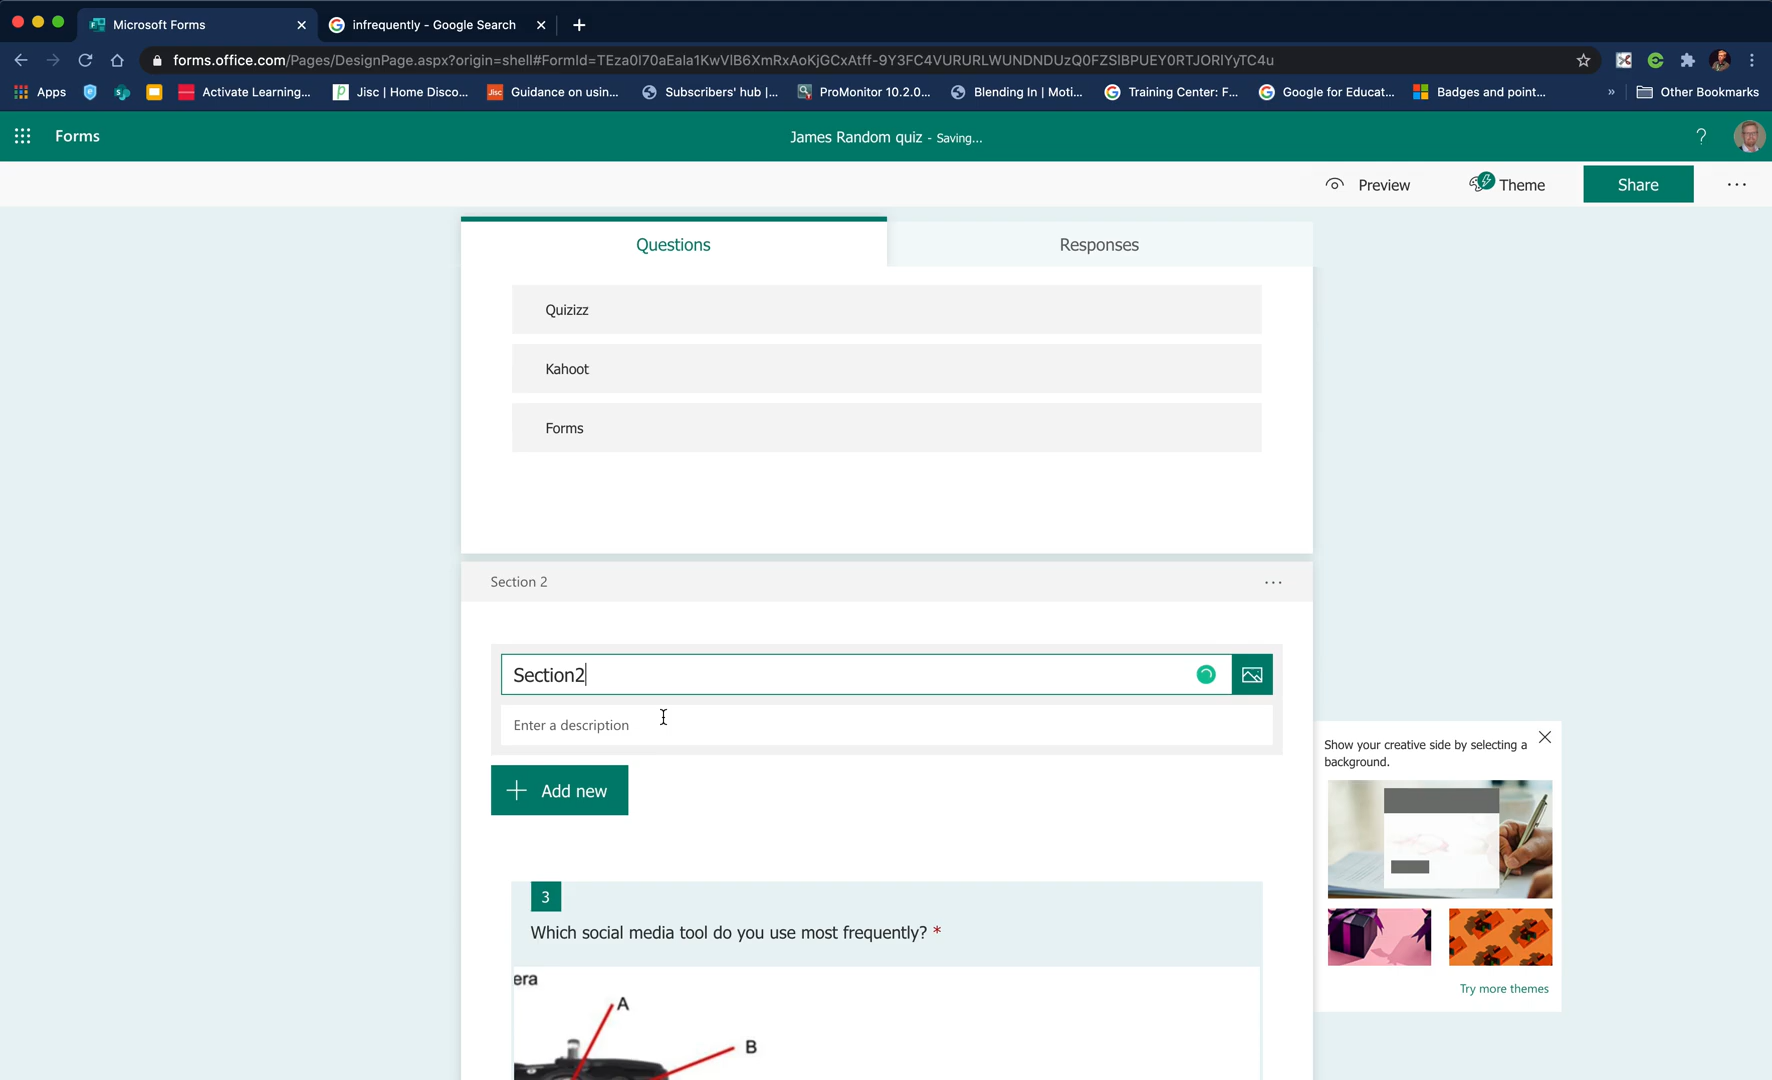 Microsoft Forms
infrequently - Google Search
forms.office.com/Pages/DesignPage.aspx?origin=shell#FormId=TEza0I70aEala1KwVlB6XmRxAoKjGCxAtff-9Y3FC4VURURLWUNDNDUzQ0FZSlBPUEY0RTJORlYyTC4u
Apps
Activate Learning...
Jisc | Home Disco...
Guidance on usin...
Subscribers' hub |...
ProMonitor 10.2.0...
Blending In | Moti...
Training Center: F...
Google for Educat...
Badges and point...
»
Other Bookmarks
Forms
James Random quiz - Saving...
?
Preview
Theme
Share
Questions
Responses
Quizizz
Kahoot
Forms
Section 2
Section2
Enter a description
Add new
3
Which social media tool do you use most frequently? *
era
A
B
Show your creative side by selecting a
background.
Try more themes